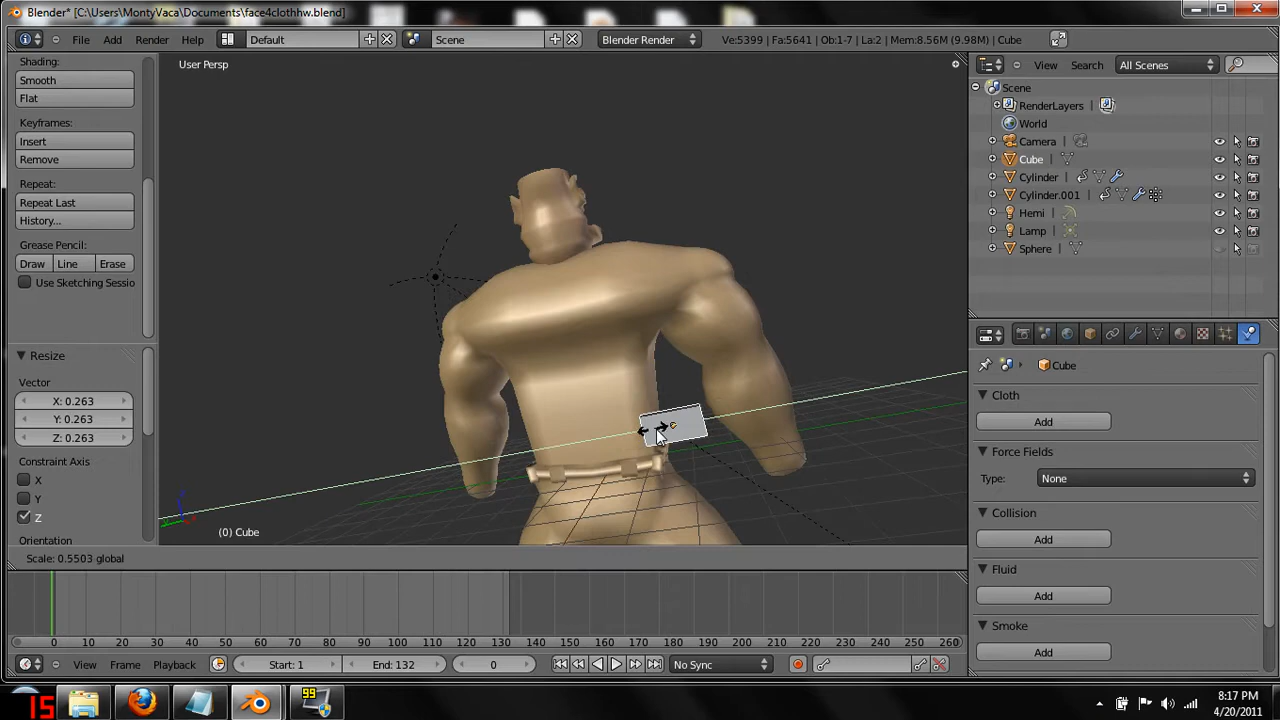 Blender* [C:\Users\MontyVaca\Documents\face4clothhw.blend]
File Add Render Help Default Scene Blender Render Ve:5399 | Fa:5641 | Ob:1-7 | La:2 | Mem:8.56M (9.98M) | Cube
Shading:
Smooth
Flat
Keyframes:
Insert
Remove
Repeat:
Repeat Last
History...
Grease Pencil:
Draw Line Erase
Use Sketching Sessio
Resize
Vector
X: 0.263
Y: 0.263
Z: 0.263
Constraint Axis
X
Y
Z
Orientation
User Persp
(0) Cube
Scale: 0.5503 global
View Search All Scenes
Scene
RenderLayers
World
Camera
Cube
Cylinder
Cylinder.001
Hemi
Lamp
Sphere
Cube
Cloth
Add
Force Fields
Type: None
Collision
Add
Fluid
Add
Smoke
Add
0 10 20 30 40 50 60 70 80 90 100 110 120 130 140 150 160 170 180 190 200 210 220 230 240 250 260
View Frame Playback Start: 1 End: 132 0 No Sync
15 99 8:17 PM
4/20/2011